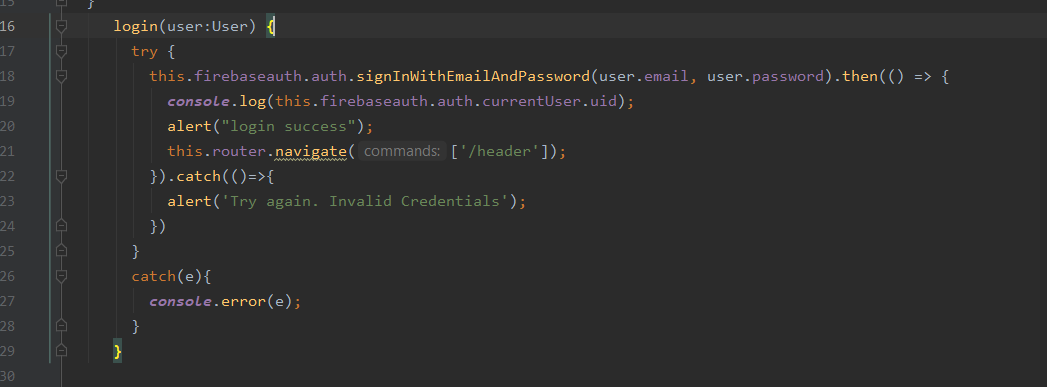 15 }
16 login(user:User) {
17 try {
18 this.firebaseauth.auth.signInWithEmailAndPassword(user.email, user.password).then(() => {
19 console.log(this.firebaseauth.auth.currentUser.uid);
20 alert("login success");
21 this.router.navigate( commands: ['/header']);
22 }).catch(()=>{
23 alert('Try again. Invalid Credentials');
24 })
25 }
26 catch(e){
27 console.error(e);
28 }
29 }
30